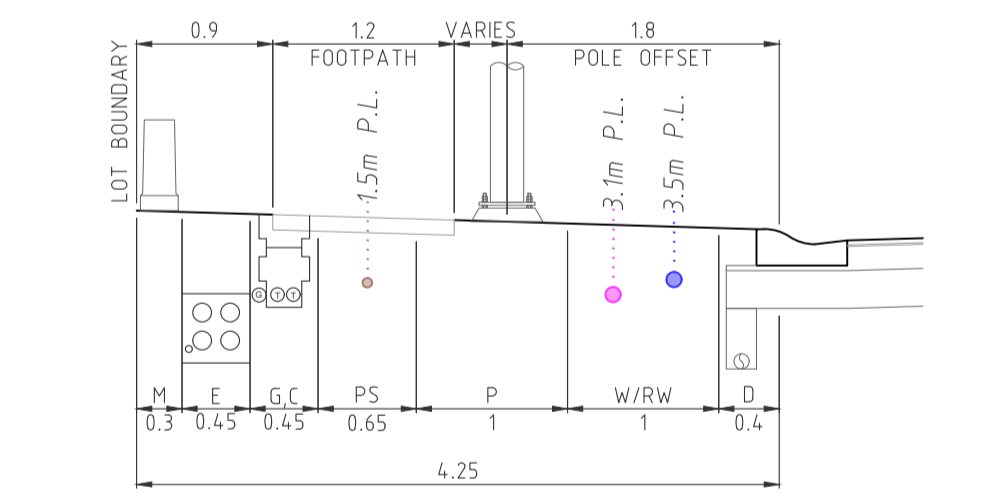 0.9 1.2 VARIES 1.8
FOOTPATH POLE OFFSET
LOT BOUNDARY
1.5m P.L.
3.1m P.L.
3.5m P.L.
G T T
M E G,C PS P W/RW D
0.3 0.45 0.45 0.65 1 1 0.4
4.25